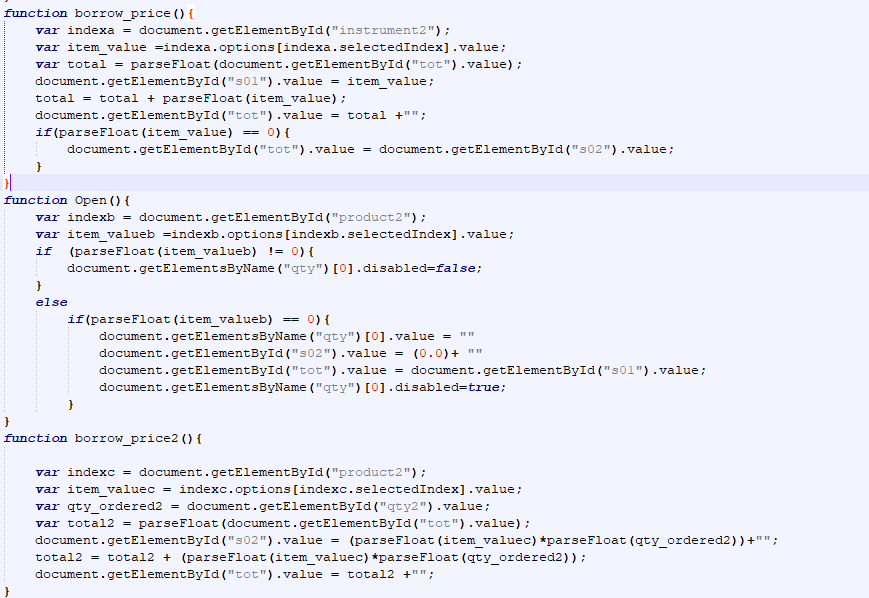 function borrow_price(){
    var indexa = document.getElementById("instrument2");
    var item_value =indexa.options[indexa.selectedIndex].value;
    var total = parseFloat(document.getElementById("tot").value);
    document.getElementById("s01").value = item_value;
    total = total + parseFloat(item_value);
    document.getElementById("tot").value = total +"";
    if(parseFloat(item_value) == 0){
        document.getElementById("tot").value = document.getElementById("s02").value;
    }
}
function Open(){
    var indexb = document.getElementById("product2");
    var item_valueb =indexb.options[indexb.selectedIndex].value;
    if  (parseFloat(item_valueb) != 0){
        document.getElementsByName("qty")[0].disabled=false;
    }
    else
        if(parseFloat(item_valueb) == 0){
            document.getElementsByName("qty")[0].value = ""
            document.getElementById("s02").value = (0.0)+ ""
            document.getElementById("tot").value = document.getElementById("s01").value;
            document.getElementsByName("qty")[0].disabled=true;
        }
}
function borrow_price2(){
    var indexc = document.getElementById("product2");
    var item_valuec = indexc.options[indexc.selectedIndex].value;
    var qty_ordered2 = document.getElementById("qty2").value;
    var total2 = parseFloat(document.getElementById("tot").value);
    document.getElementById("s02").value = (parseFloat(item_valuec)*parseFloat(qty_ordered2))+"";
    total2 = total2 + (parseFloat(item_valuec)*parseFloat(qty_ordered2));
    document.getElementById("tot").value = total2 +"";
}